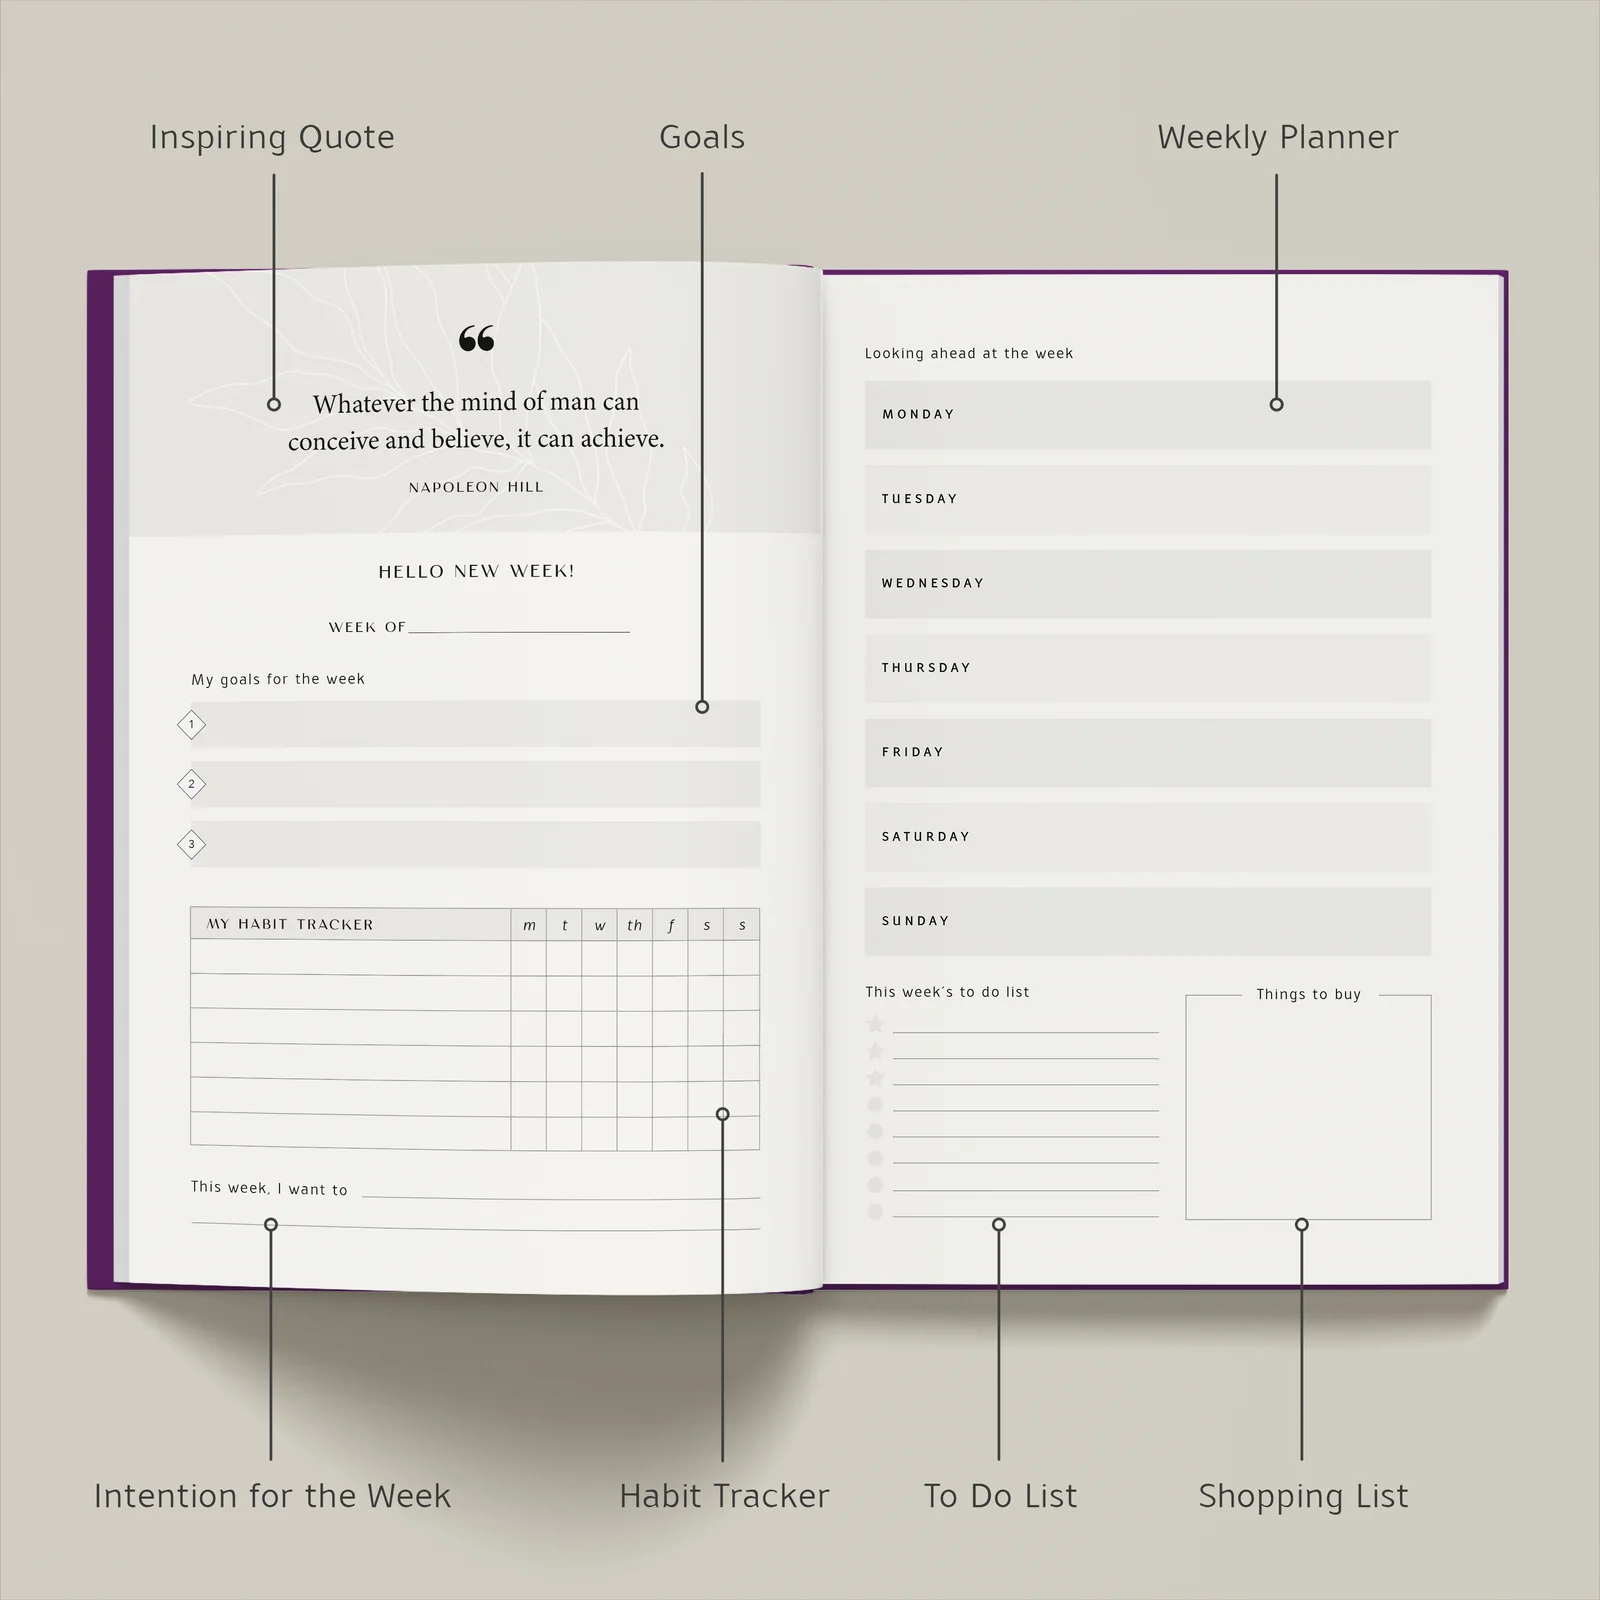 Inspiring Quote
Goals
Weekly Planner
“
Whatever the mind of man can
conceive and believe, it can achieve.
NAPOLEON HILL
HELLO NEW WEEK!
WEEK OF
My goals for the week
1
2
3
MY HABIT TRACKER m t w th f s s
This week, I want to
Looking ahead at the week
MONDAY
TUESDAY
WEDNESDAY
THURSDAY
FRIDAY
SATURDAY
SUNDAY
This week's to do list
Things to buy
Intention for the Week
Habit Tracker
To Do List
Shopping List